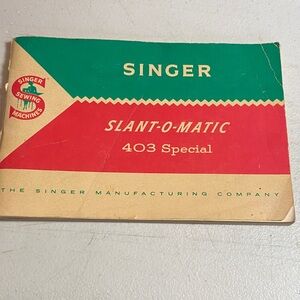 SINGER
SINGER
SEWING
MACHINES
SLANT-O-MATIC
403 Special
THE SINGER MANUFACTURING COMPANY